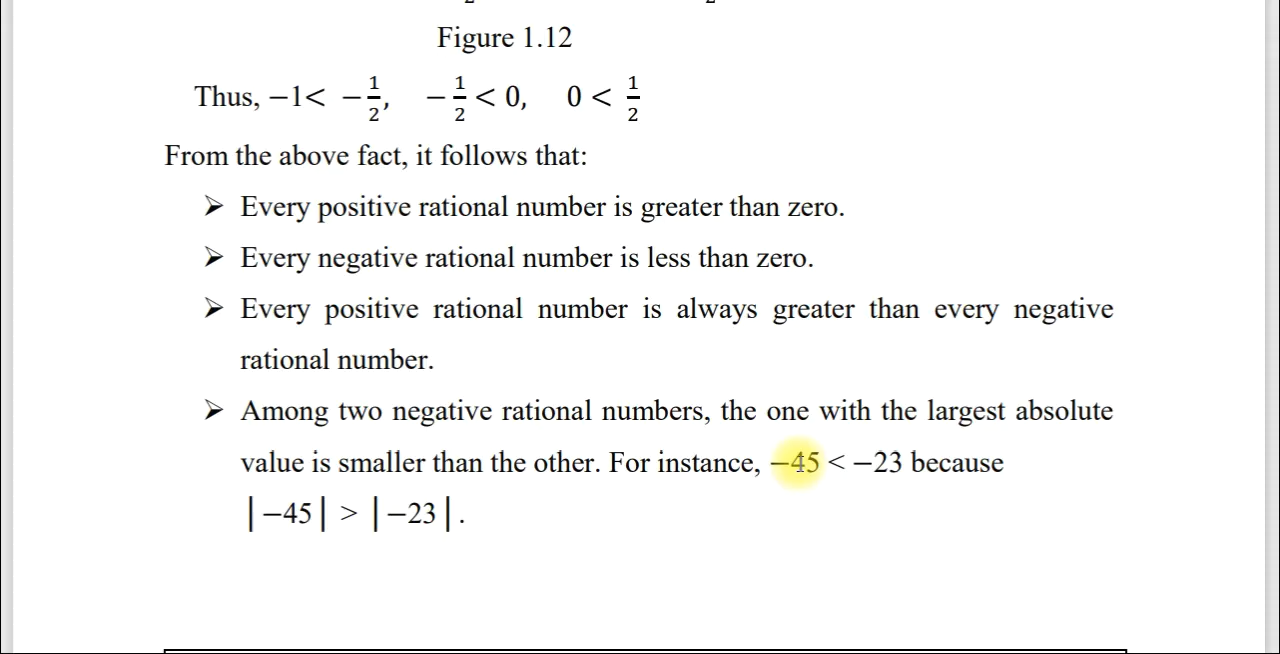 Figure 1.12
Thus, −1< −1/2, −1/2 < 0, 0 < 1/2
From the above fact, it follows that:
➢ Every positive rational number is greater than zero.
➢ Every negative rational number is less than zero.
➢ Every positive rational number is always greater than every negative
rational number.
➢ Among two negative rational numbers, the one with the largest absolute
value is smaller than the other. For instance, −45 < −23 because
|−45| > |−23|.